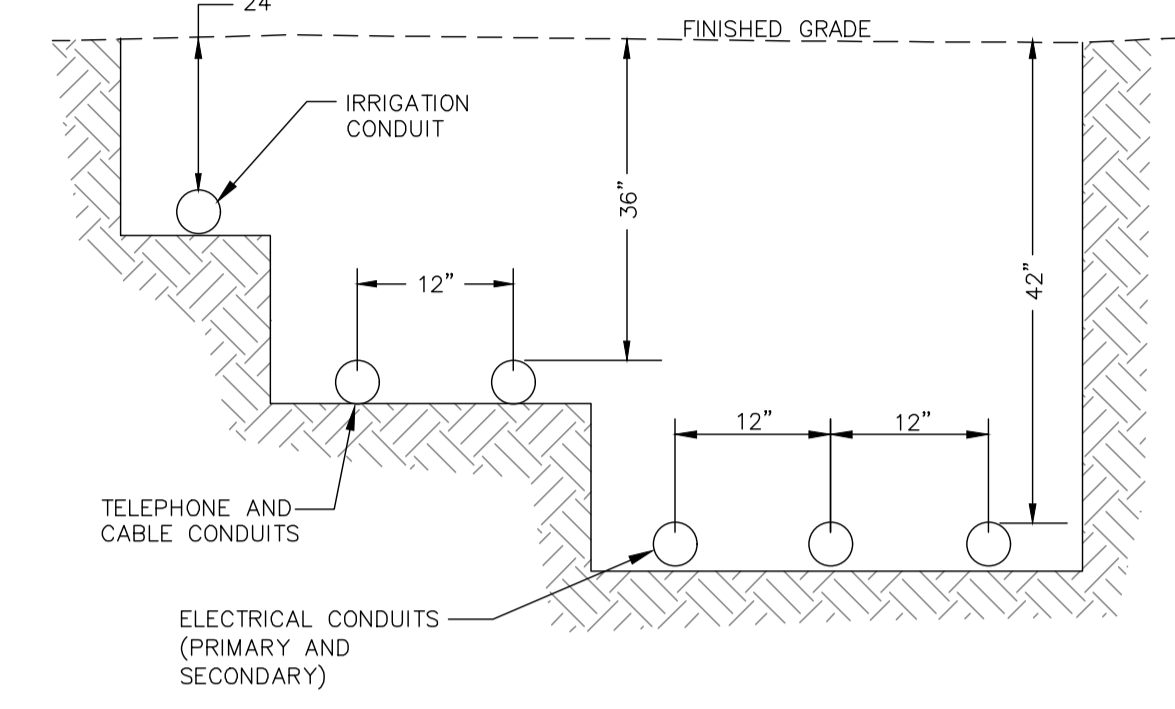 24
FINISHED GRADE
IRRIGATION
CONDUIT
36”
12”
42”
12”
12”
TELEPHONE AND
CABLE CONDUITS
ELECTRICAL CONDUITS
(PRIMARY AND
SECONDARY)